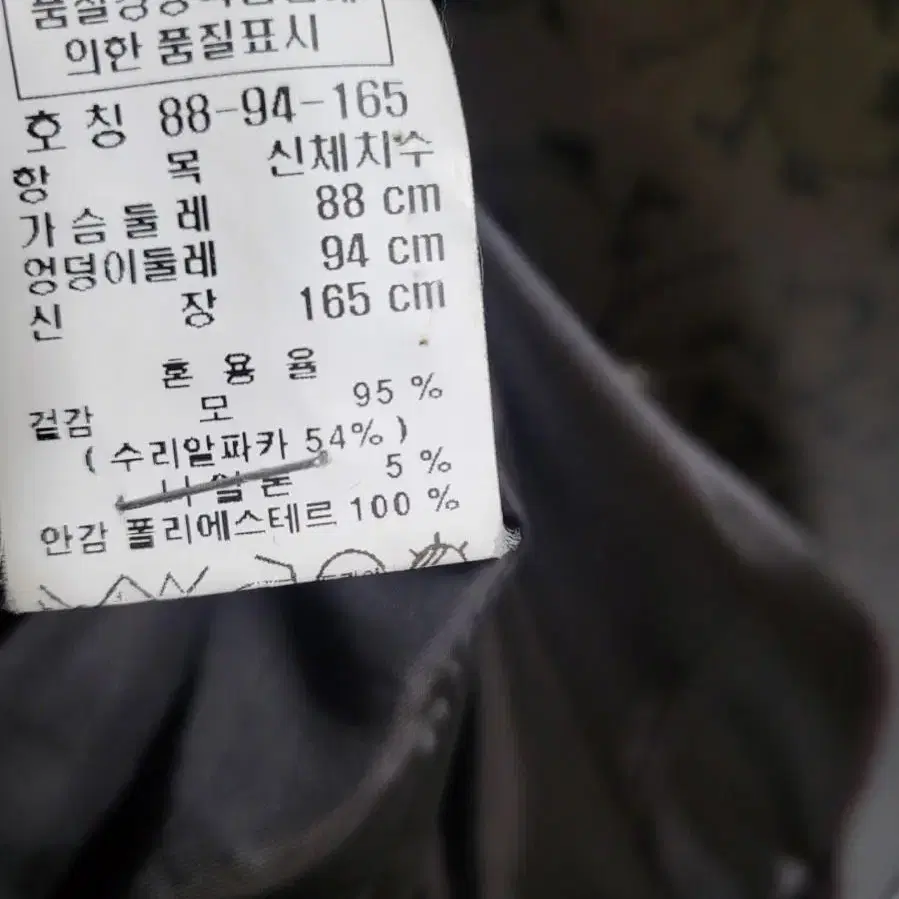 의한 품질표시
호 칭 88-94-165
항 목 신체치수
가슴둘레 88 cm
엉덩이둘레 94 cm
신 장 165 cm
혼 용 율
겉감 모 95 %
( 수리알파카 54% )
5 %
안감 폴리에스테르 100 %